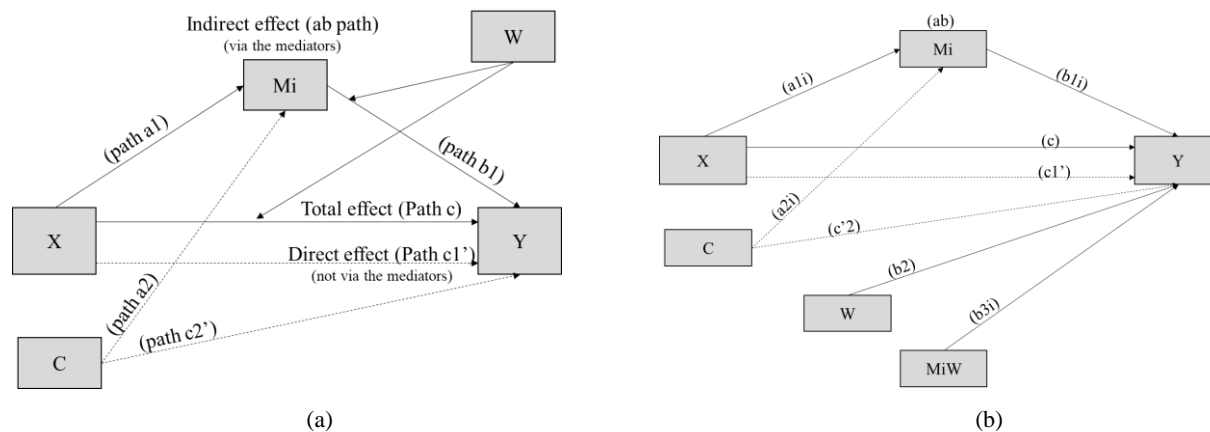 Indirect effect (ab path)
(via the mediators)
W
Mi
(path a1)
(path b1)
X
Total effect (Path c)
Y
Direct effect (Path c1’)
(not via the mediators)
(path a2)
(path c2’)
C
(a)
(ab)
Mi
(a1i)
(b1i)
X
(c)
Y
(c1’)
(a2i)
C
(c’2)
(b2)
W
(b3i)
MiW
(b)